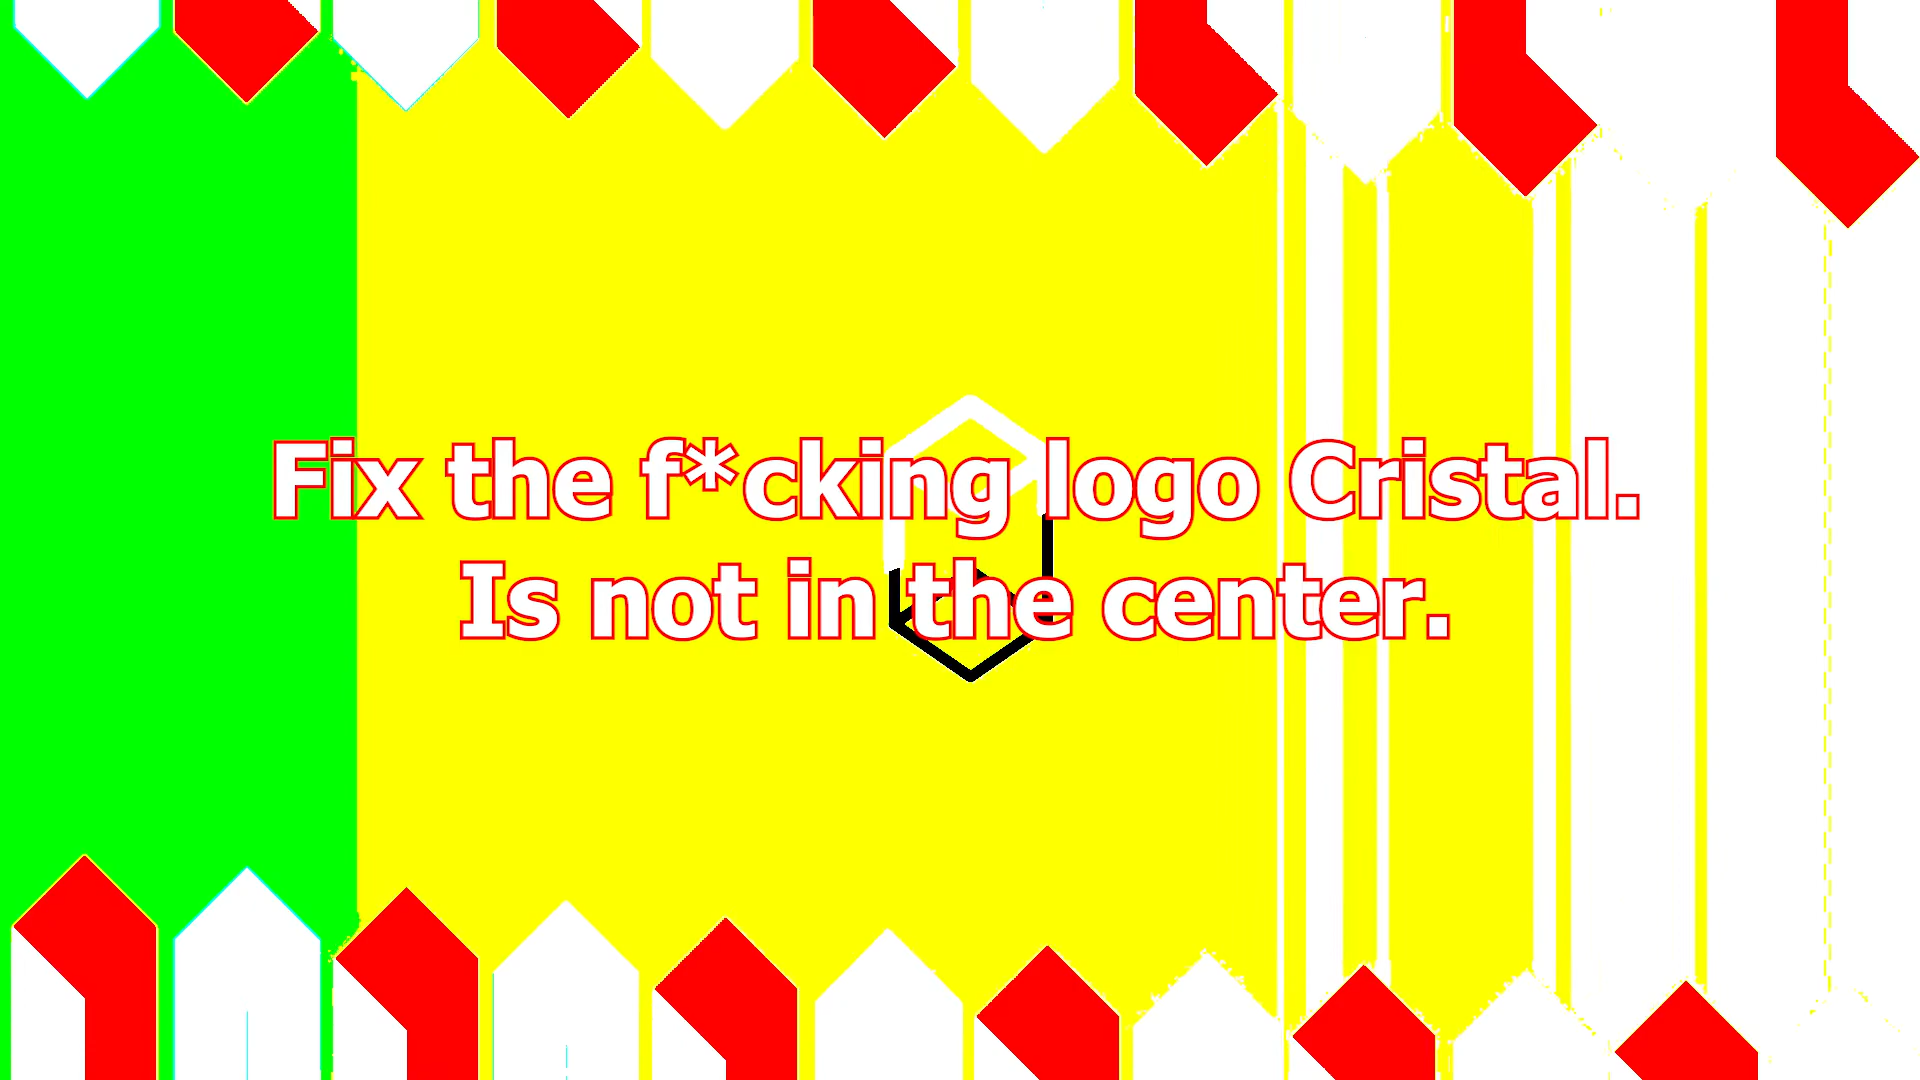 Fix the f*cking logo Cristal.
Is not in the center.